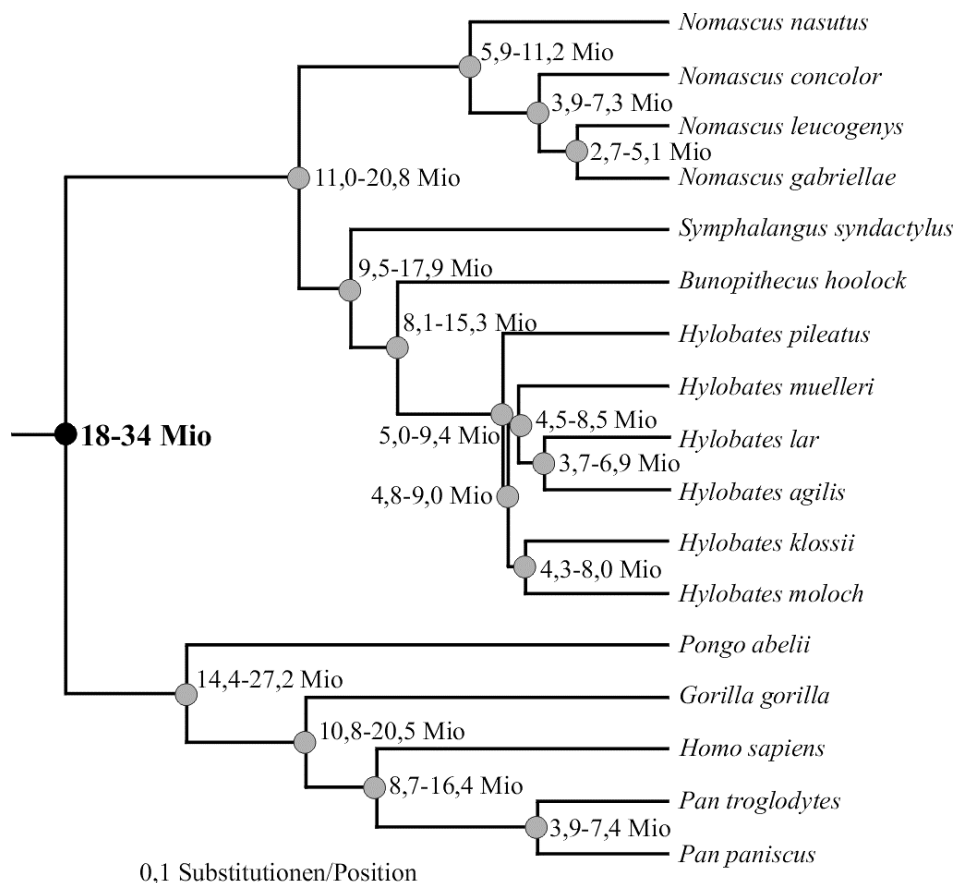 Nomascus nasutus
5,9-11,2 Mio
Nomascus concolor
3,9-7,3 Mio
Nomascus leucogenys
2,7-5,1 Mio
Nomascus gabriellae
11,0-20,8 Mio
Symphalangus syndactylus
9,5-17,9 Mio
Bunopithecus hoolock
8,1-15,3 Mio
Hylobates pileatus
Hylobates muelleri
4,5-8,5 Mio
5,0-9,4 Mio
18-34 Mio
Hylobates lar
3,7-6,9 Mio
Hylobates agilis
4,8-9,0 Mio
Hylobates klossii
4,3-8,0 Mio
Hylobates moloch
Pongo abelii
14,4-27,2 Mio
Gorilla gorilla
10,8-20,5 Mio
Homo sapiens
8,7-16,4 Mio
Pan troglodytes
3,9-7,4 Mio
Pan paniscus
0,1 Substitutionen/Position